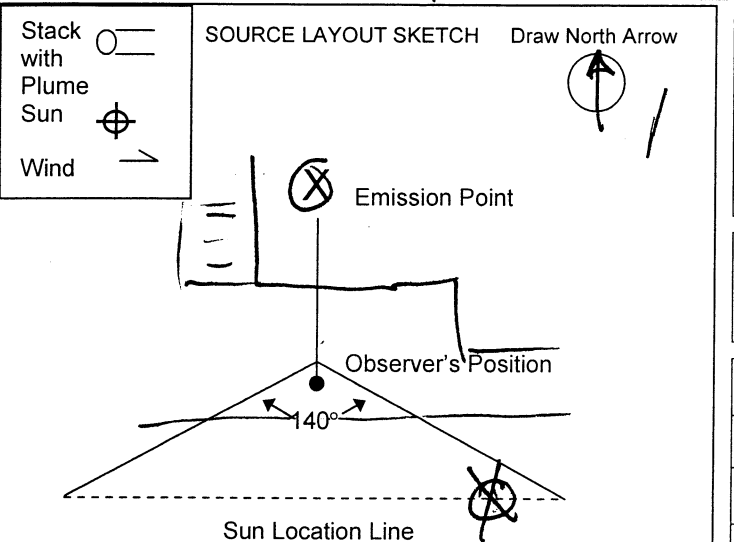 Stack
with
Plume
Sun
Wind
SOURCE LAYOUT SKETCH
Draw North Arrow
X Emission Point
Observer's Position
140°
Sun Location Line